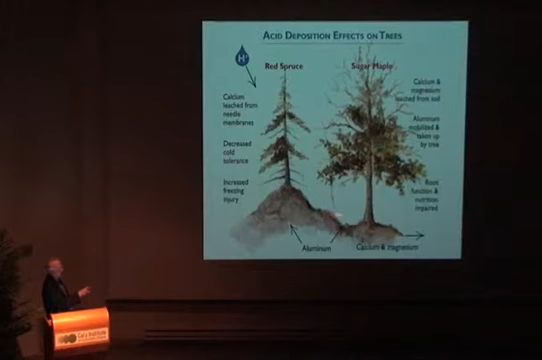 ACID DEPOSITION EFFECTS ON TREES
H+
Red Spruce
Sugar Maple
Calcium
leached from
needle
membranes
Decreased
cold
tolerance
Increased
freezing
injury
Calcium &
magnesium
leached from soil
Aluminum
mobilized &
taken up
by tree
Root
function &
nutrition
impaired
Aluminum
Calcium & magnesium
Cary Institute